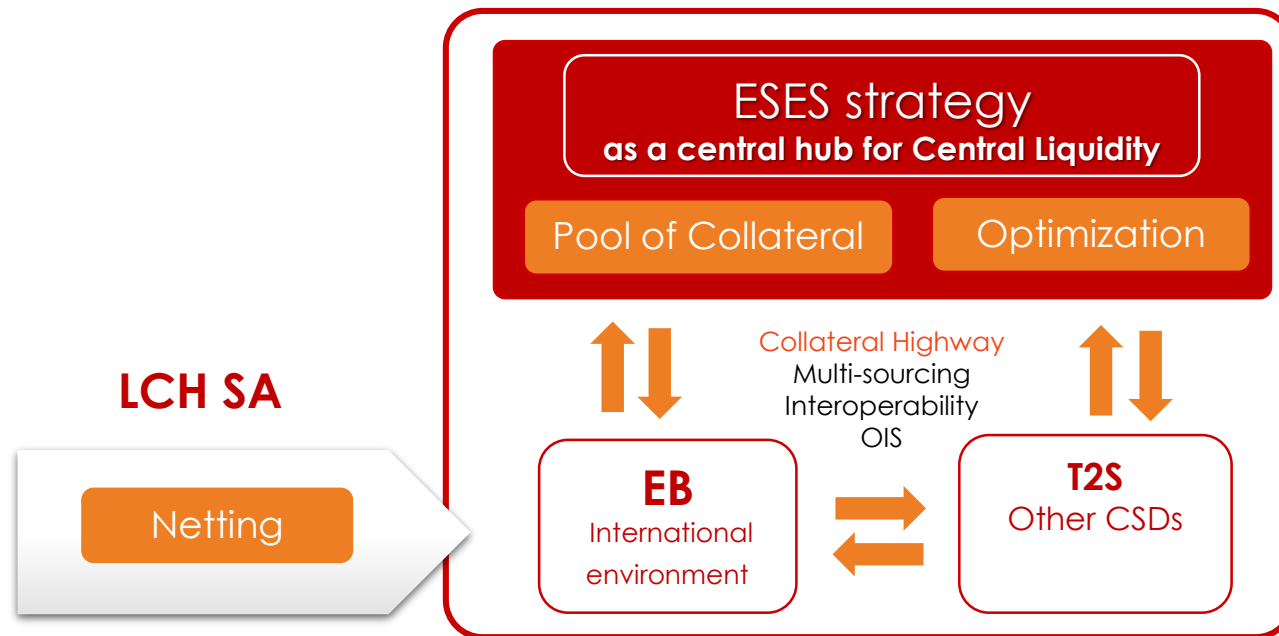 ESES strategy
as a central hub for Central Liquidity
Pool of Collateral
Optimization
Collateral Highway
Multi-sourcing
Interoperability
OIS
LCH SA
Netting
EB
International
environment
T2S
Other CSDs